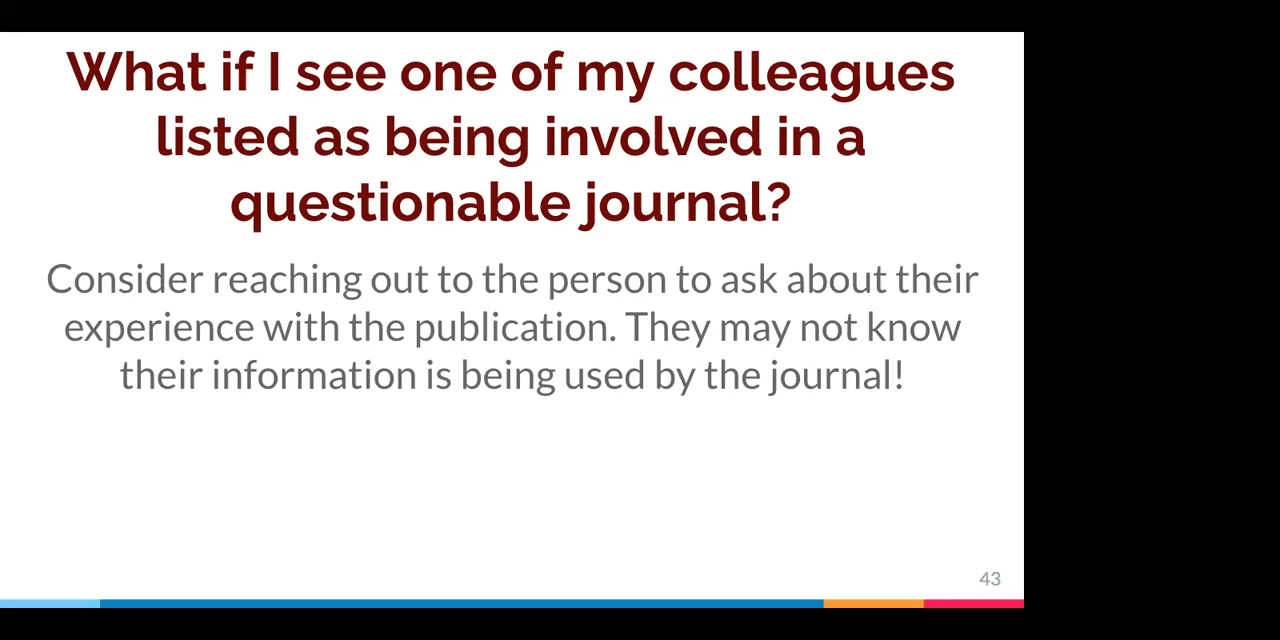 What if I see one of my colleagues
listed as being involved in a
questionable journal?
Consider reaching out to the person to ask about their
experience with the publication. They may not know
their information is being used by the journal!
43